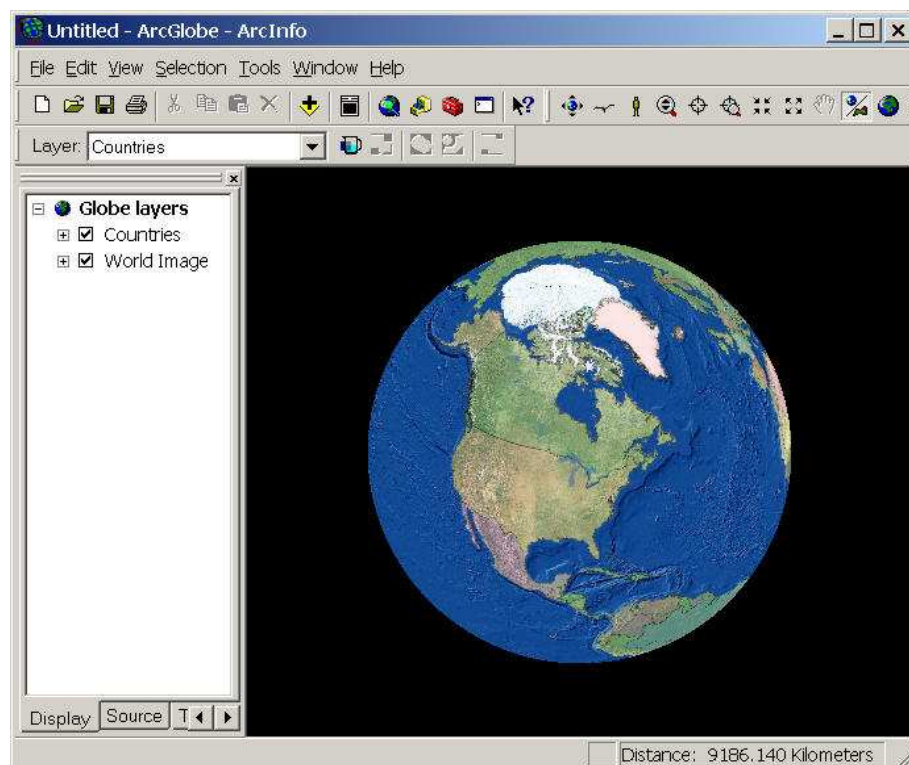 Untitled - ArcGlobe - ArcInfo
File Edit View Selection Tools Window Help
Layer: Countries
Globe layers
Countries
World Image
Display Source T
Distance: 9186.140 Kilometers